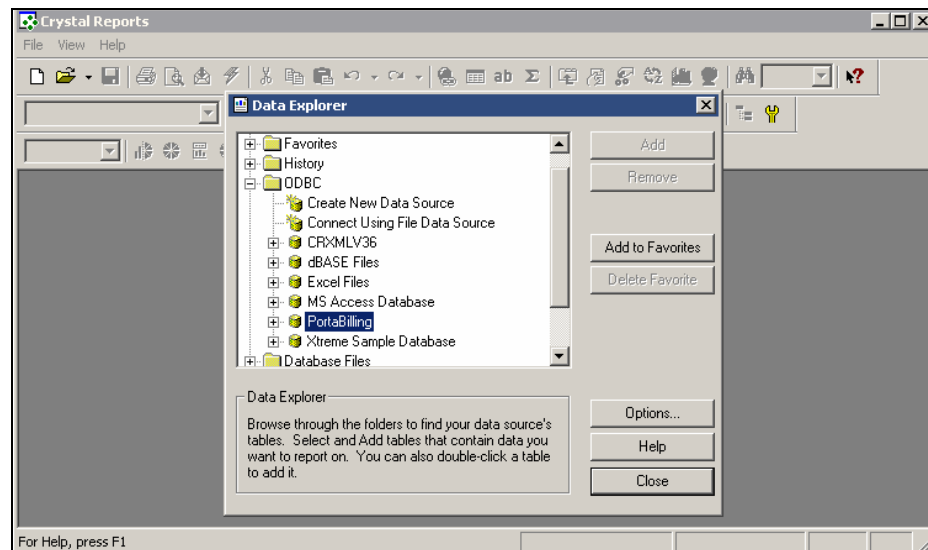 Crystal Reports
File View Help
ab Σ
Data Explorer
Favorites
History
ODBC
Create New Data Source
Connect Using File Data Source
CRXMLV36
dBASE Files
Excel Files
MS Access Database
PortaBilling
Xtreme Sample Database
Database Files
Add
Remove
Add to Favorites
Delete Favorite
Data Explorer
Browse through the folders to find your data source's
tables. Select and Add tables that contain data you
want to report on. You can also double-click a table
to add it.
Options...
Help
Close
For Help, press F1